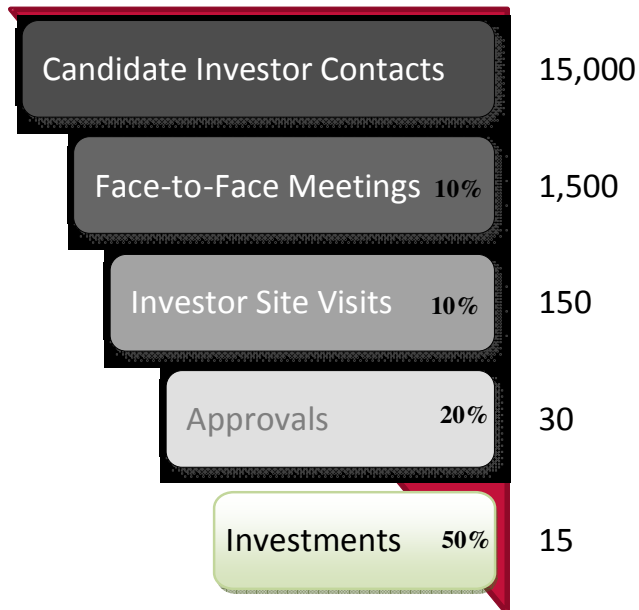 Candidate Investor Contacts 15,000
Face-to-Face Meetings 10% 1,500
Investor Site Visits 10% 150
Approvals 20% 30
Investments 50% 15